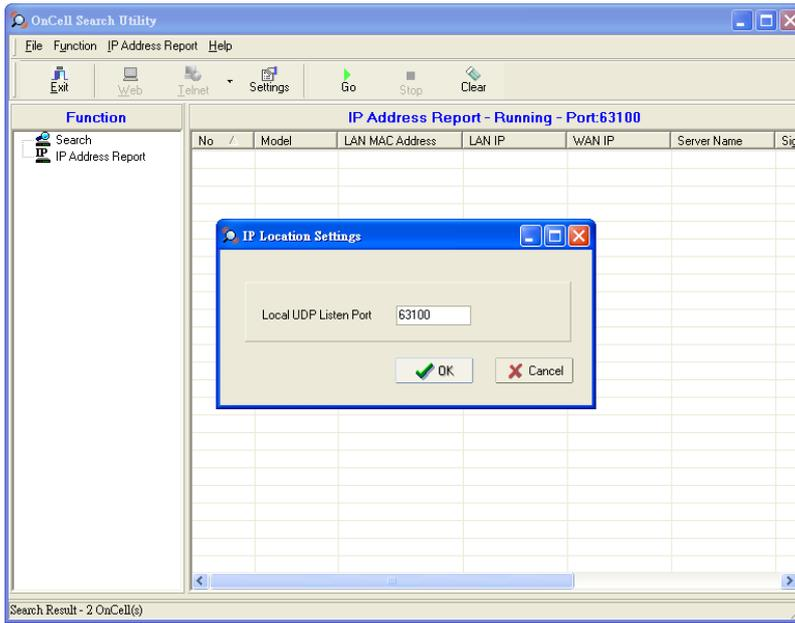 OnCell Search Utility
File Function IP Address Report Help
Exit Web Telnet Settings Go Stop Clear
Function
IP Address Report - Running - Port:63100
Search
IP Address Report
No Model LAN MAC Address LAN IP WAN IP Server Name Sig
IP Location Settings
Local UDP Listen Port 63100
OK Cancel
Search Result - 2 OnCell(s)